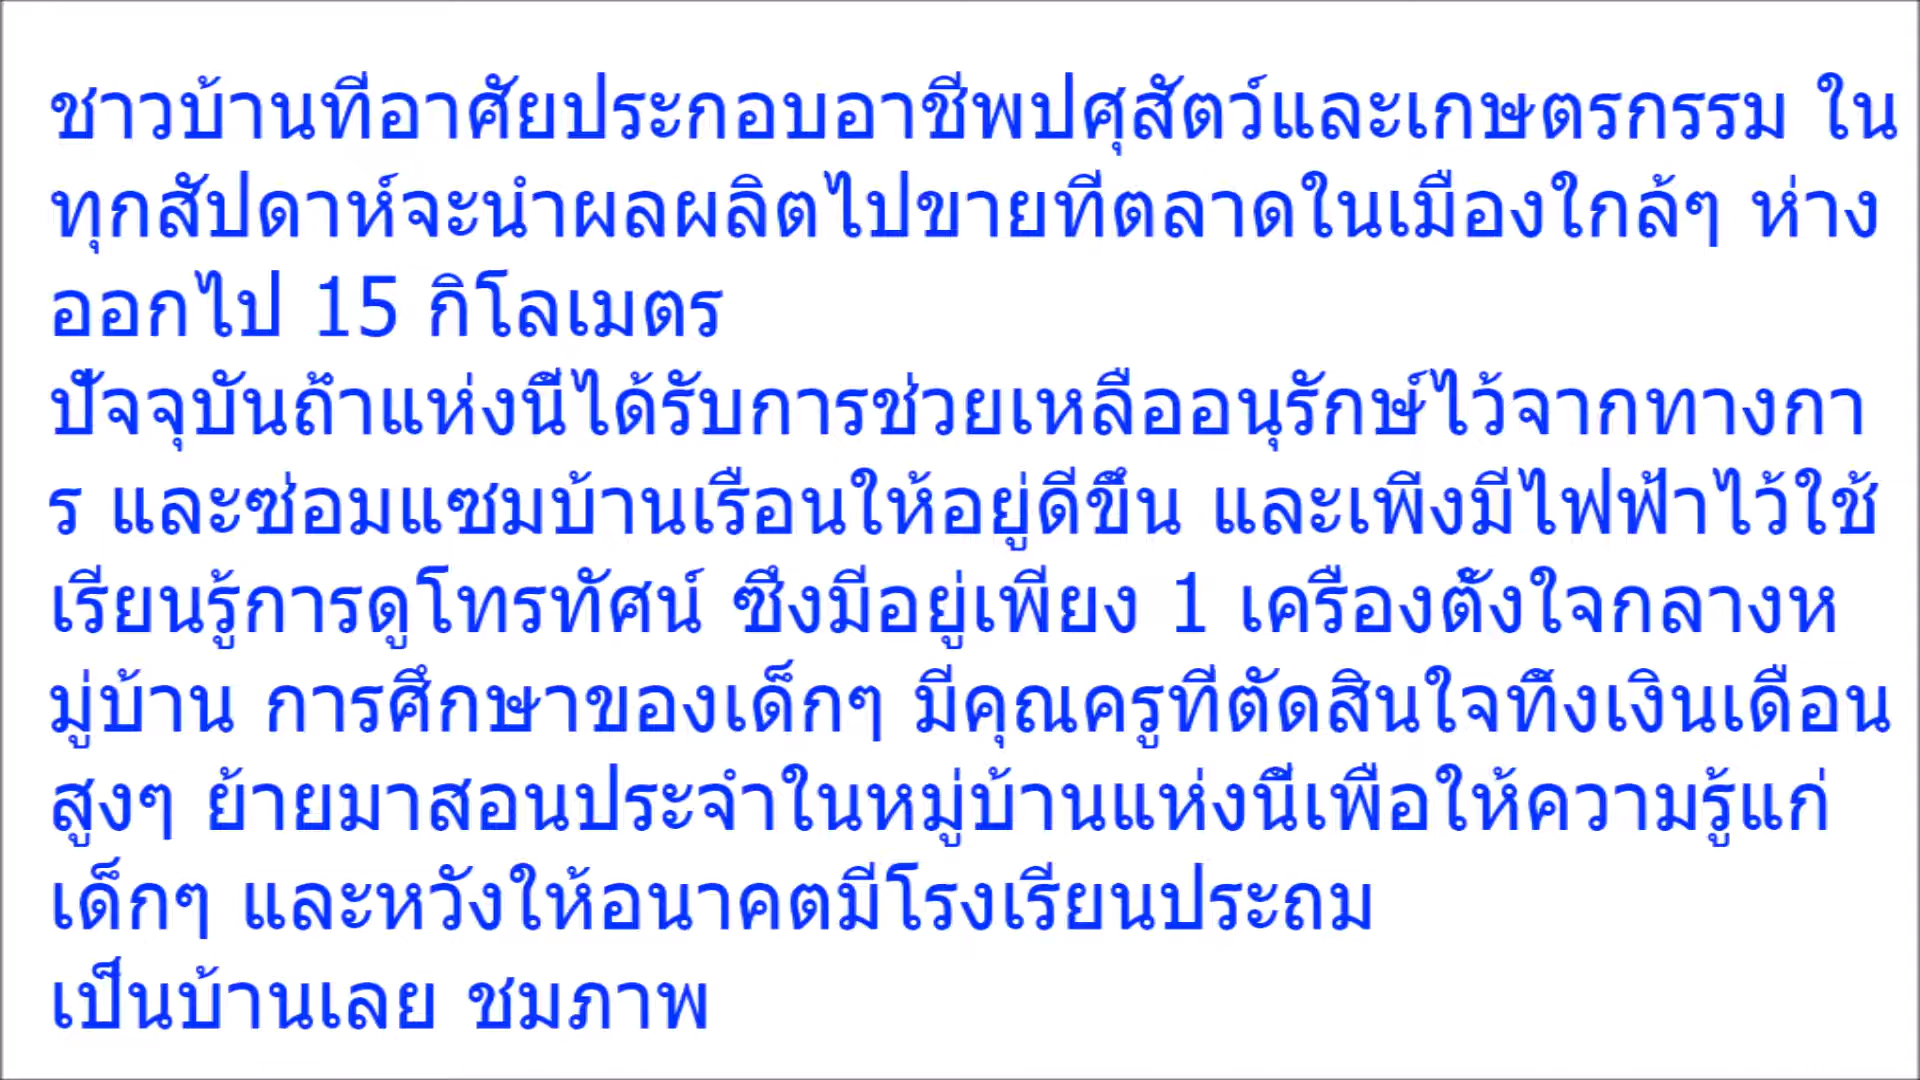 ชาวบ้านที่อาศัยประกอบอาชีพปศุสัตว์และเกษตรกรรม ใน
ทุกสัปดาห์จะนำผลผลิตไปขายที่ตลาดในเมืองใกล้ๆ ห่าง
ออกไป 15 กิโลเมตร
ปัจจุบันถ้ำแห่งนี้ได้รับการช่วยเหลืออนุรักษ์ไว้จากทางกา
ร และซ่อมแซมบ้านเรือนให้อยู่ดีขึ้น และเพิ่งมีไฟฟ้าไว้ใช้
เรียนรู้การดูโทรทัศน์ ซึ่งมีอยู่เพียง 1 เครื่องตั้งใจกลางห
มู่บ้าน การศึกษาของเด็กๆ มีคุณครูที่ตัดสินใจทิ้งเงินเดือน
สูงๆ ย้ายมาสอนประจำในหมู่บ้านแห่งนี้เพื่อให้ความรู้แก่
เด็กๆ และหวังให้อนาคตมีโรงเรียนประถม
เป็นบ้านเลย ชมภาพ